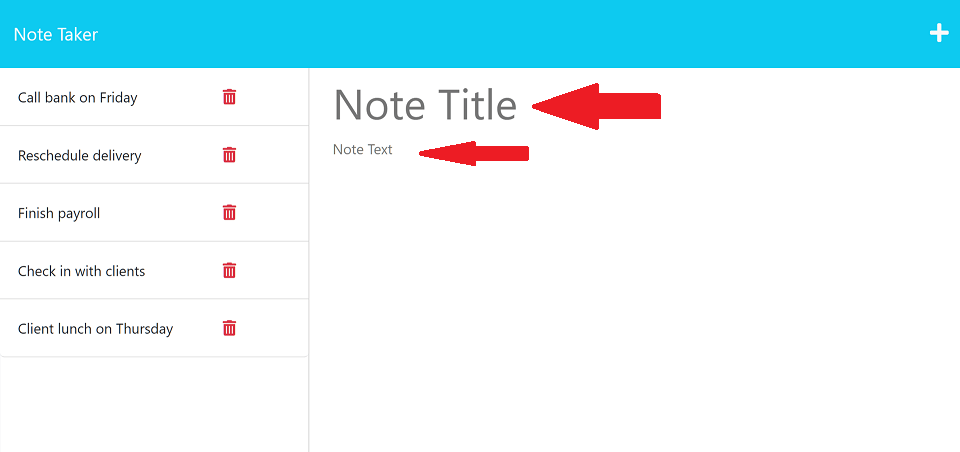 Note Taker
Call bank on Friday
Reschedule delivery
Finish payroll
Check in with clients
Client lunch on Thursday
Note Title
Note Text